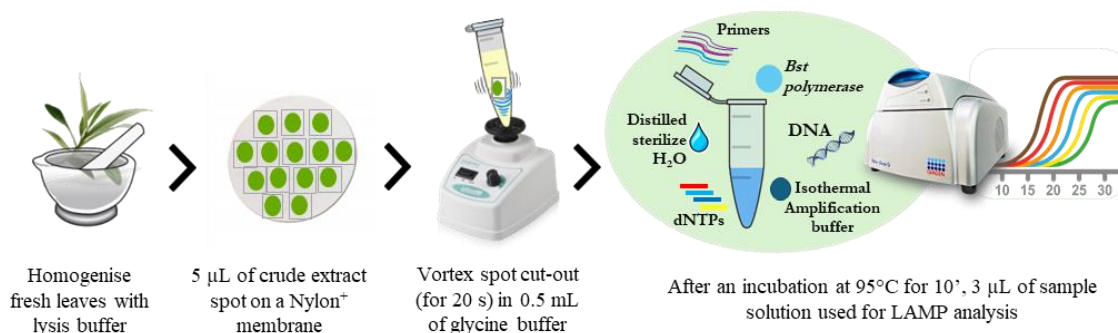 Primers
Bst
polymerase
Distilled
sterilize
H₂O
DNA
dNTPs
Isothermal
Amplification
buffer
10 15 20 25 30
Homogenise
fresh leaves with
lysis buffer
5 µL of crude extract
spot on a Nylon⁺
membrane
Vortex spot cut-out
(for 20 s) in 0.5 mL
of glycine buffer
After an incubation at 95°C for 10’, 3 µL of sample
solution used for LAMP analysis